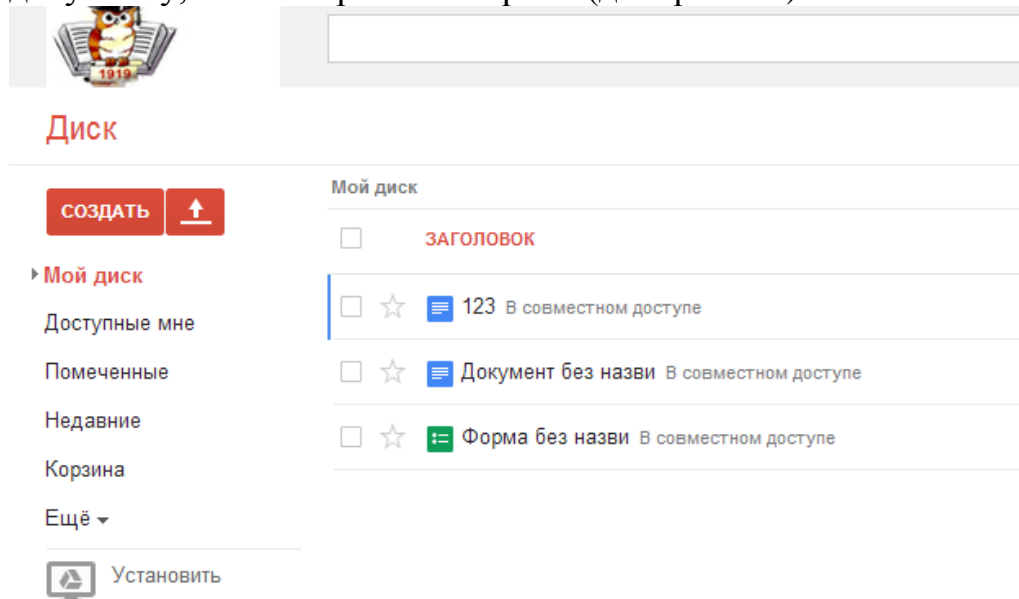 1919
Диск
СОЗДАТЬ
Мой диск
Доступные мне
Помеченные
Недавние
Корзина
Ещё
Установить
Мой диск
ЗАГОЛОВОК
123 В совместном доступе
Документ без назви В совместном доступе
Форма без назви В совместном доступе